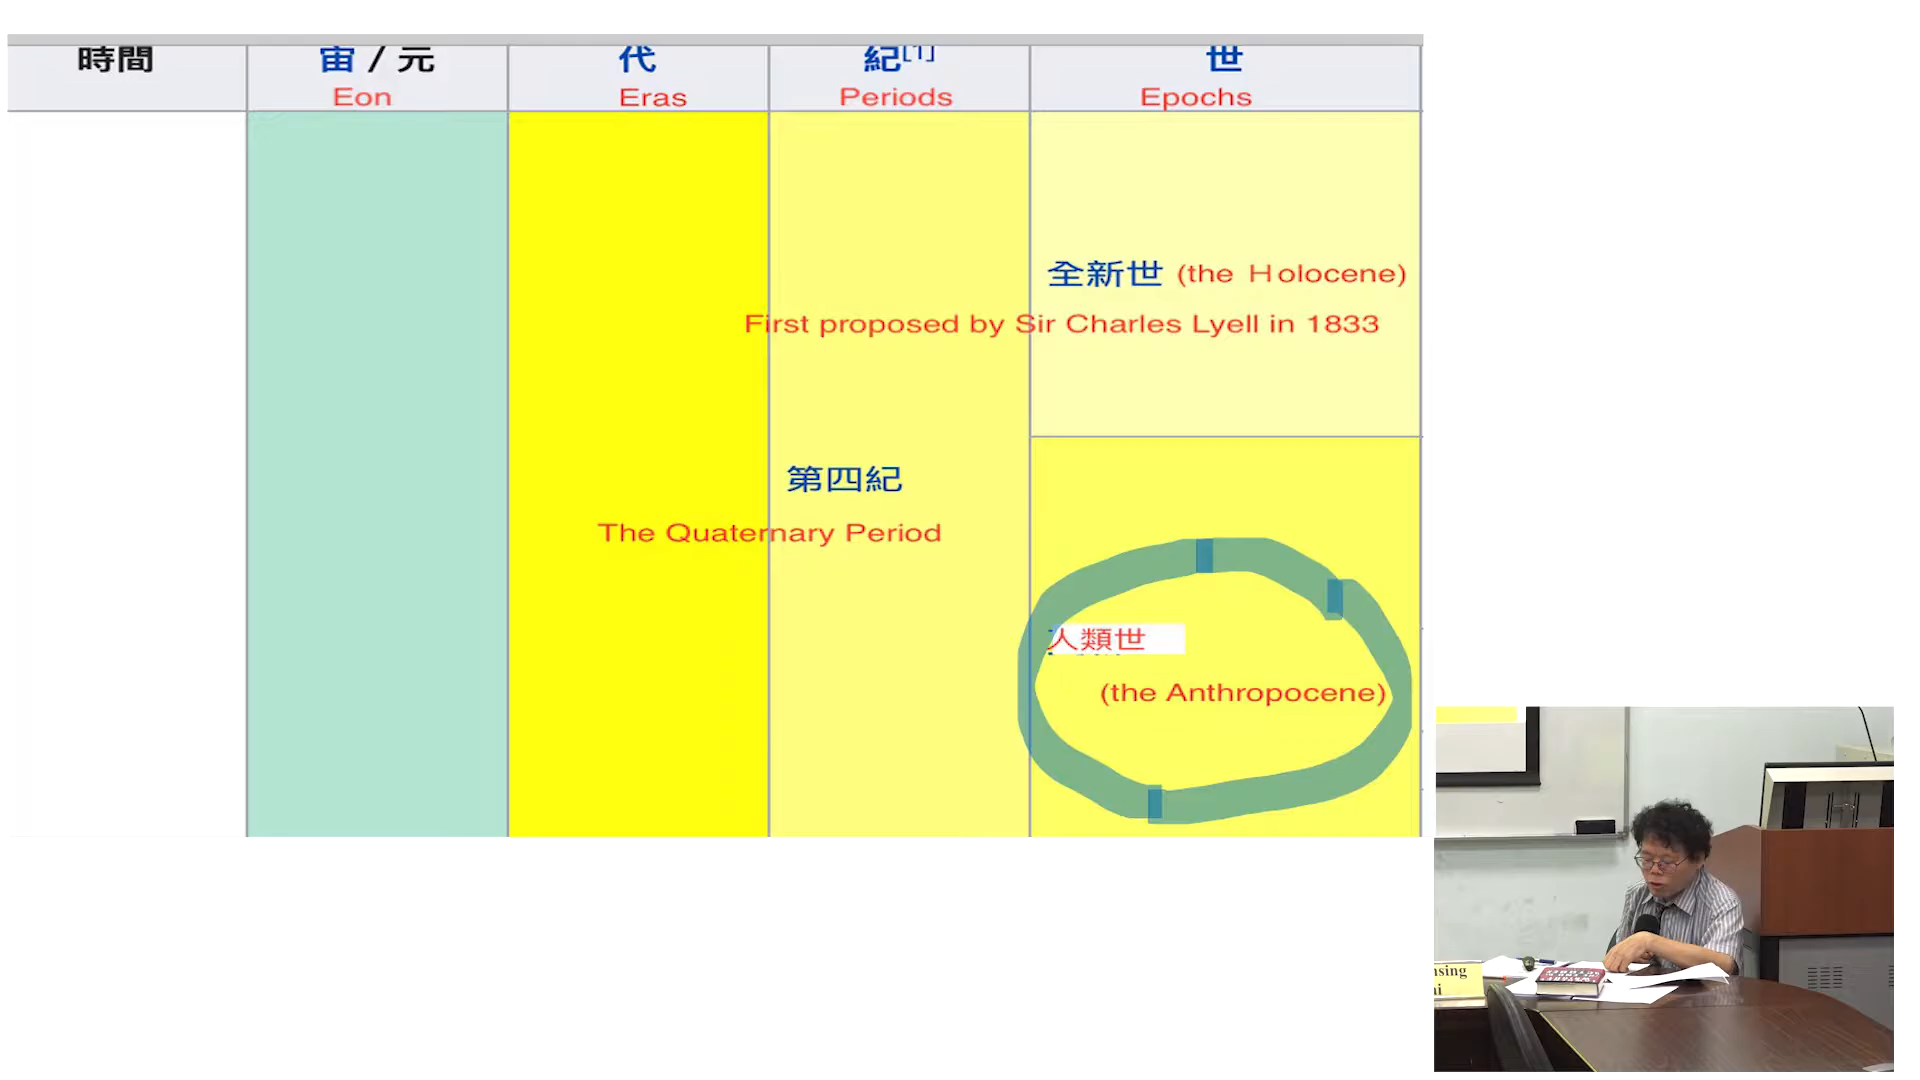 時間 宙 / 元 代 紀[1] 世
Eon Eras Periods Epochs
全新世 (the Holocene)
First proposed by Sir Charles Lyell in 1833
第四紀
The Quaternary Period
人類世
(the Anthropocene)